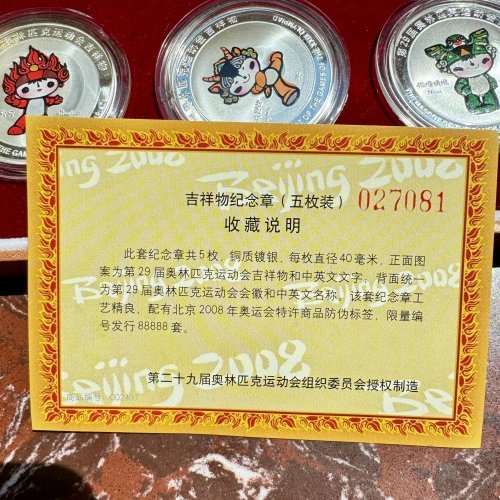 吉祥物纪念章（五枚装） 027081
收藏说明
此套纪念章共5枚，铜质镀银，每枚直径40毫米，正面图
案为第29届奥林匹克运动会吉祥物和中英文文字，背面统一
为第29届奥林匹克运动会会徽和中英文名称。该套纪念章工
艺精良，配有北京2008年奥运会特许商品防伪标签，限量编
号发行88888套。
第二十九届奥林匹克运动会组织委员会授权制造
商品编号：CC2497
Beijing 2008
Beijing 2008